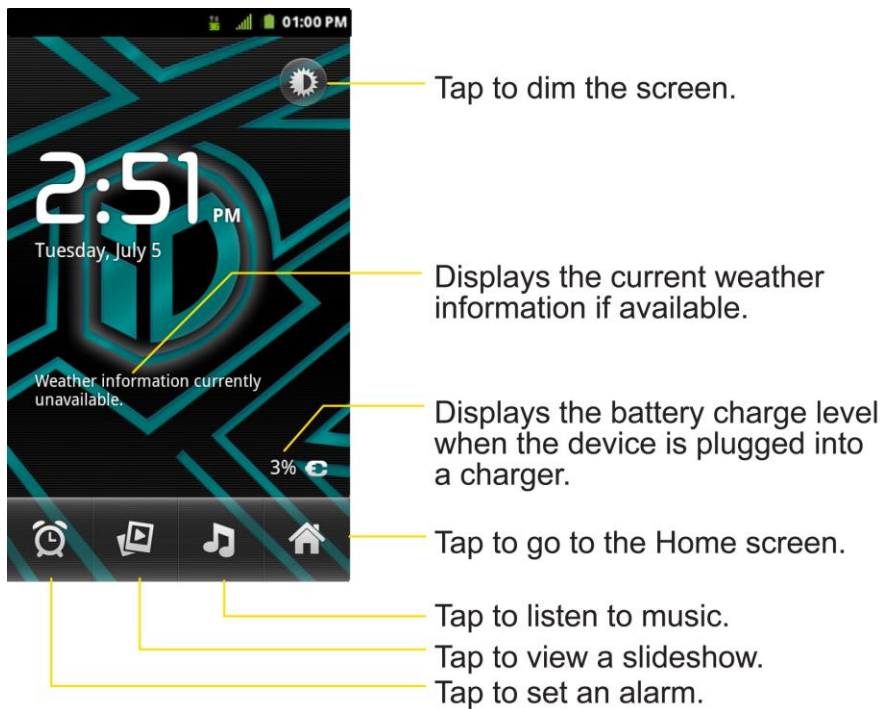 3G 01:00 PM
Tap to dim the screen.
2:51 PM
Tuesday, July 5
iD
Displays the current weather
information if available.
Weather information currently
unavailable.
Displays the battery charge level
when the device is plugged into
a charger.
3%
Tap to go to the Home screen.
Tap to listen to music.
Tap to view a slideshow.
Tap to set an alarm.